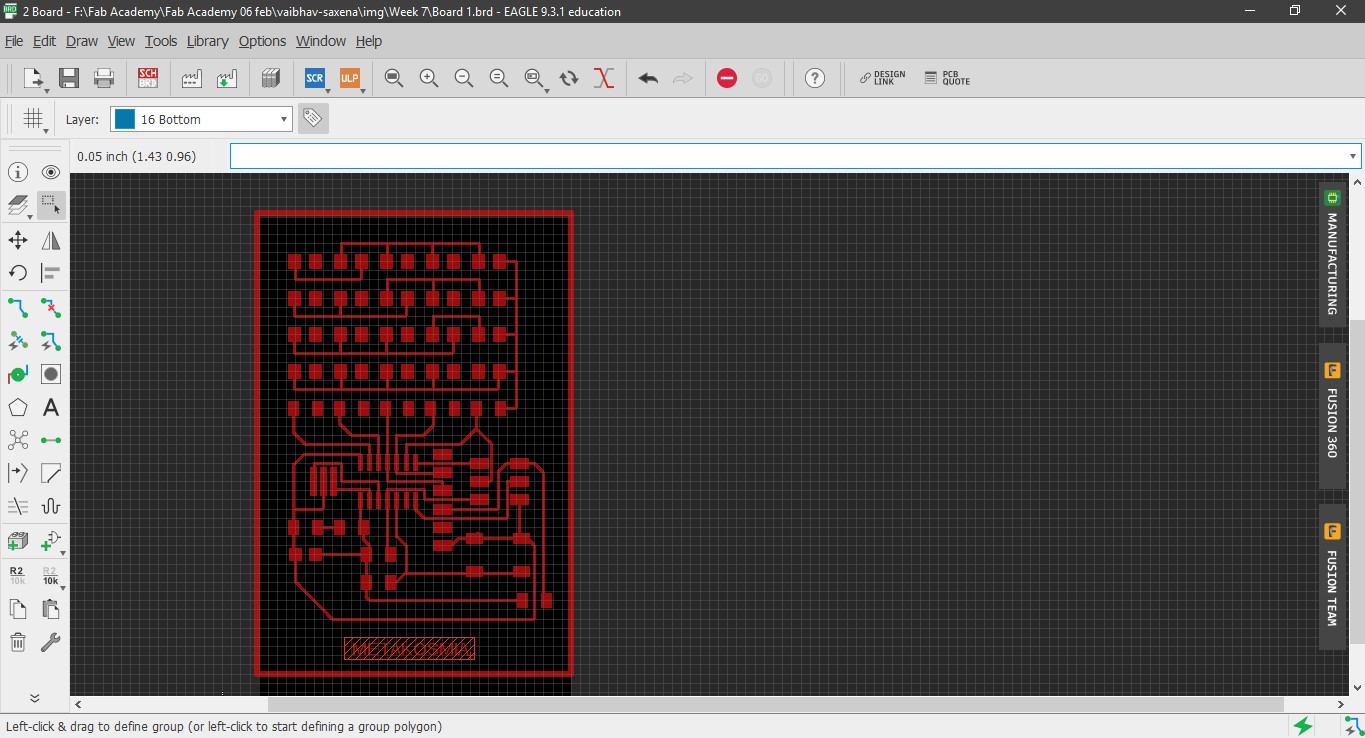 2 Board - F:\Fab Academy\Fab Academy 06 feb\vaibhav-saxena\img\Week 7\Board 1.brd - EAGLE 9.3.1 education
File Edit Draw View Tools Library Options Window Help
SCH
BRD
SCR
ULP
GO
DESIGN
LINK
PCB
QUOTE
Layer: 16 Bottom
0.05 inch (1.43 0.96)
R2
10k
R2
10k
METAKOSMIA
MANUFACTURING
FUSION 360
FUSION TEAM
Left-click & drag to define group (or left-click to start defining a group polygon)